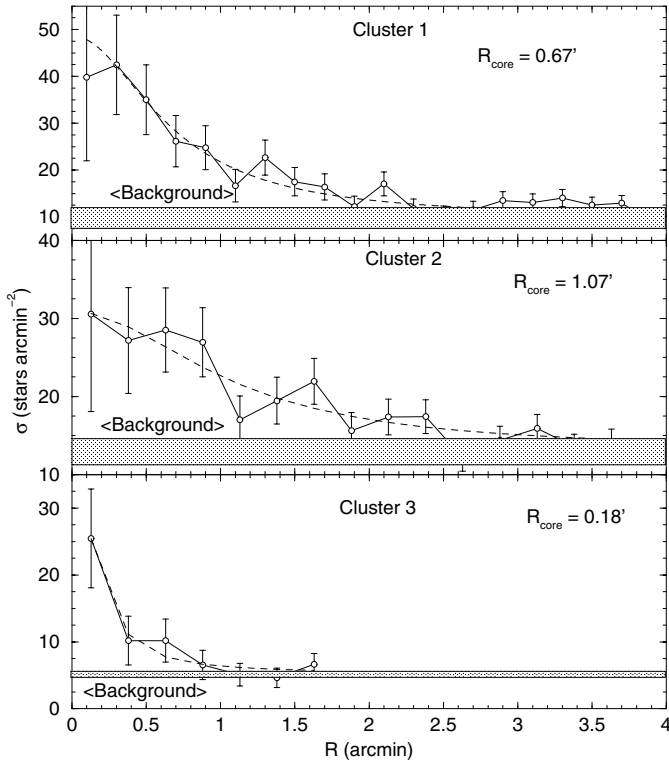 Cluster 1
R_core = 0.67'
<Background>
50
40
30
20
10
Cluster 2
R_core = 1.07'
<Background>
40
30
20
10
σ (stars arcmin⁻²)
Cluster 3
R_core = 0.18'
<Background>
30
20
10
0
0 0.5 1 1.5 2 2.5 3 3.5 4
R (arcmin)